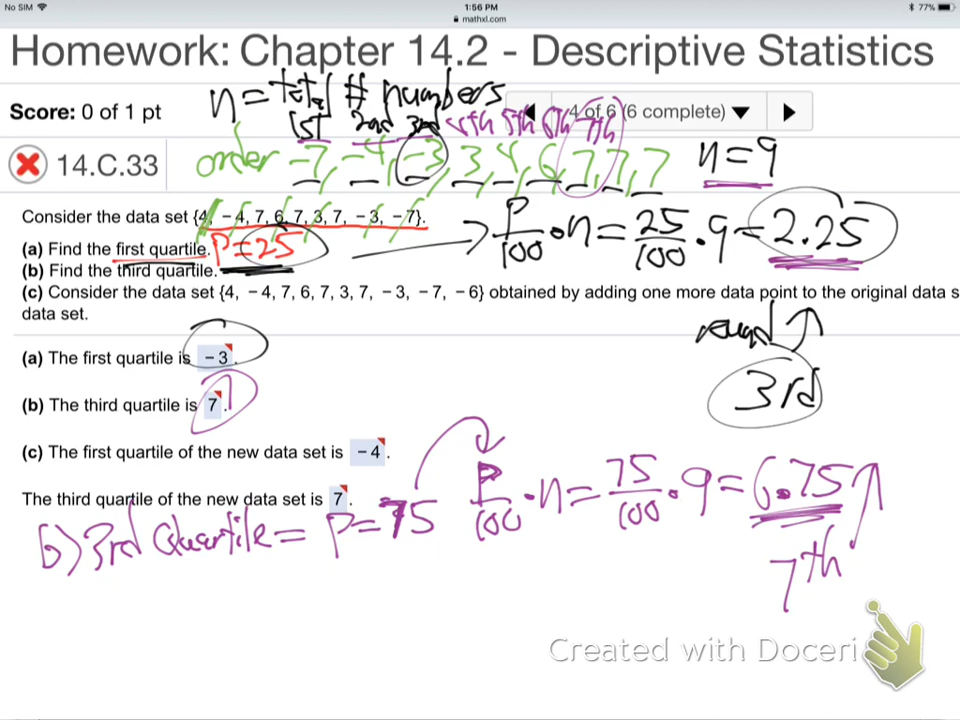 No SIM 1:56 PM 77%
mathxl.com
Homework: Chapter 14.2 - Descriptive Statistics
n = total # numbers
Score: 0 of 1 pt 4 of 6 (6 complete)
1st 2nd 3rd 4th 5th 6th 7th
14.C.33 order -7, -4, -3, 3, 4, 6, 7, 7, 7 n = 9
Consider the data set {4, - 4, 7, 6, 7, 3, 7, - 3, - 7}.
P/100 · n = 25/100 · 9 = 2.25
(a) Find the first quartile. P = 25
(b) Find the third quartile.
(c) Consider the data set {4, - 4, 7, 6, 7, 3, 7, - 3, - 7, - 6} obtained by adding one more data point to the original data s
data set.
round ↑
3rd
(a) The first quartile is - 3.
(b) The third quartile is 7.
(c) The first quartile of the new data set is - 4.
The third quartile of the new data set is 7.
b) 3rd Quartile = P = 75 P/100 · n = 75/100 · 9 = 6.75 ↑
7th
Created with Doceri